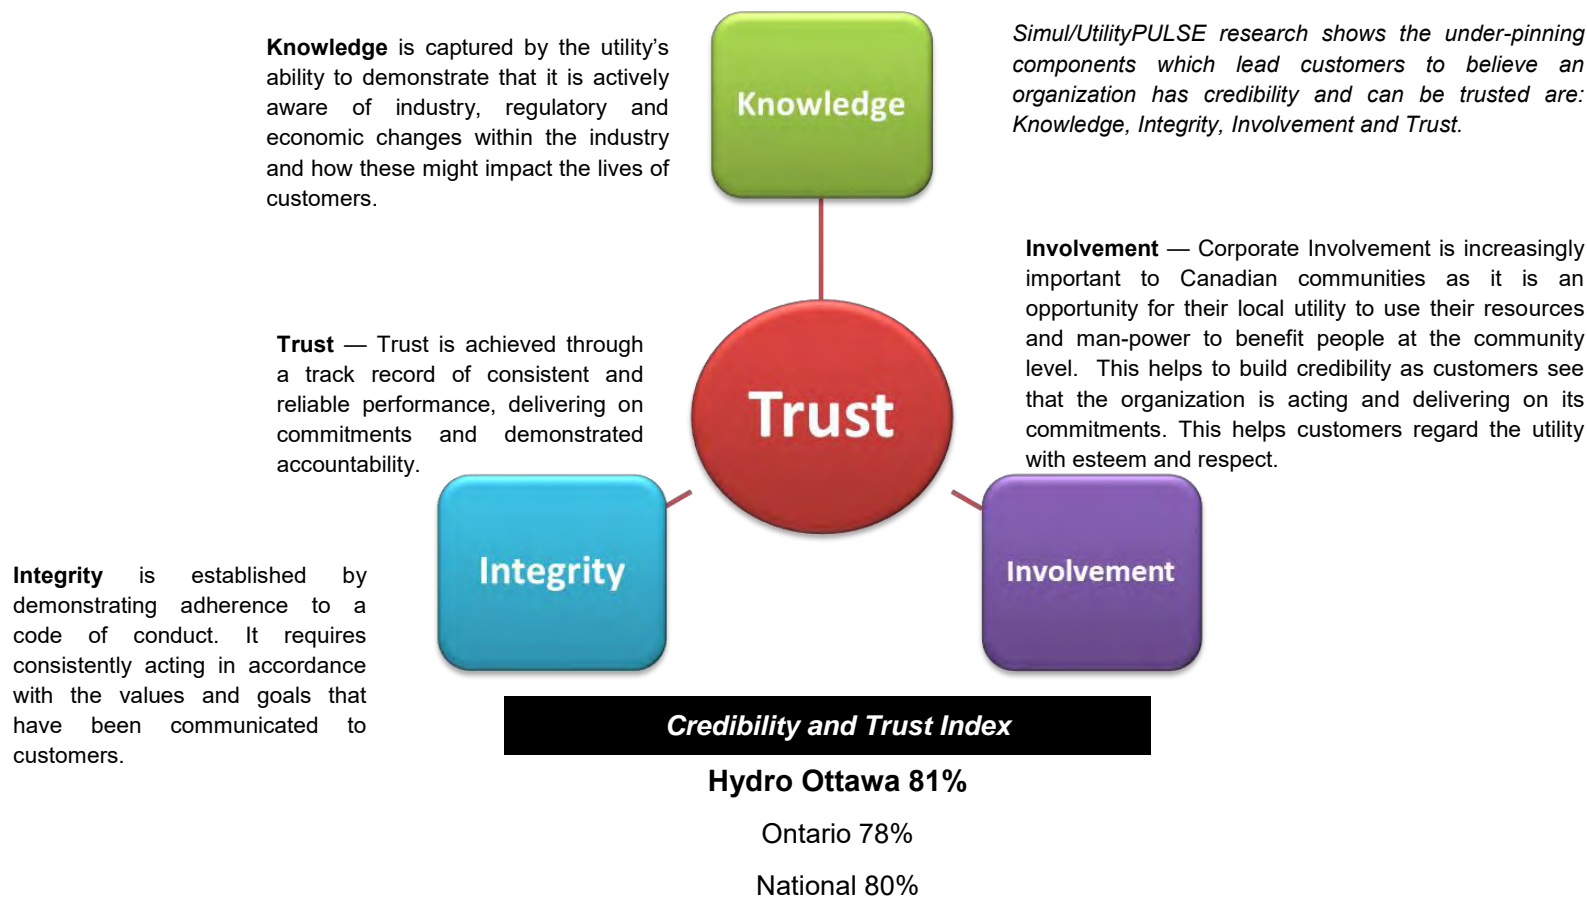 Knowledge is captured by the utility's
ability to demonstrate that it is actively
aware of industry, regulatory and
economic changes within the industry
and how these might impact the lives of
customers.
Knowledge
Simul/UtilityPULSE research shows the under-pinning
components which lead customers to believe an
organization has credibility and can be trusted are:
Knowledge, Integrity, Involvement and Trust.
Involvement — Corporate Involvement is increasingly
important to Canadian communities as it is an
opportunity for their local utility to use their resources
and man-power to benefit people at the community
level. This helps to build credibility as customers see
that the organization is acting and delivering on its
commitments. This helps customers regard the utility
with esteem and respect.
Trust — Trust is achieved through
a track record of consistent and
reliable performance, delivering on
commitments and demonstrated
accountability.
Trust
Integrity
Involvement
Integrity is established by
demonstrating adherence to a
code of conduct. It requires
consistently acting in accordance
with the values and goals that
have been communicated to
customers.
Credibility and Trust Index
Hydro Ottawa 81%
Ontario 78%
National 80%